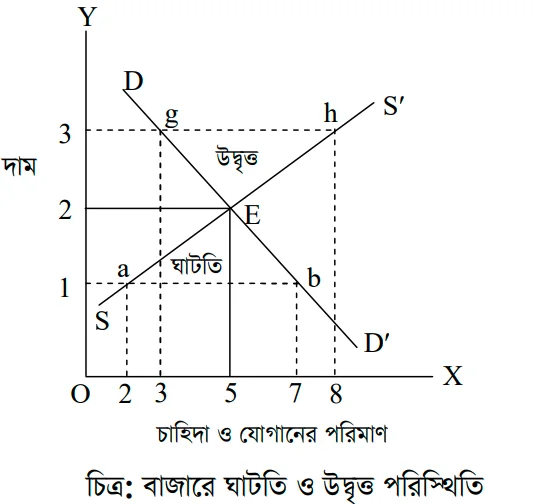 Y
D
g
h
S′
3
উদ্বৃত্ত
দাম
2
E
a
ঘাটতি
1
b
S
D′
X
O 2 3 5 7 8
চাহিদা ও যোগানের পরিমাণ
চিত্র: বাজারে ঘাটতি ও উদ্বৃত্ত পরিস্থিতি